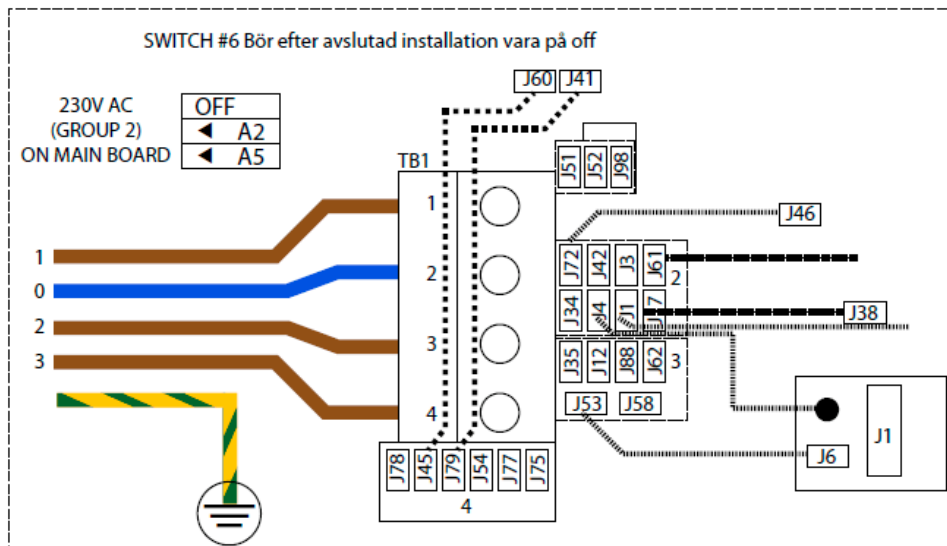 SWITCH #6 Bör efter avslutad installation vara på off
J60 J41
230V AC
(GROUP 2)
ON MAIN BOARD
OFF
◄ A2
◄ A5
TB1
J51 J52 J98
1
2
3
4
1
0
2
3
J46
J72 J42 J3 J61
2
J34 J4 J1 J17
J38
J35 J12 J88 J62
3
J53 J58
J1
J6
J78 J45 J79 J54 J77 J75
4